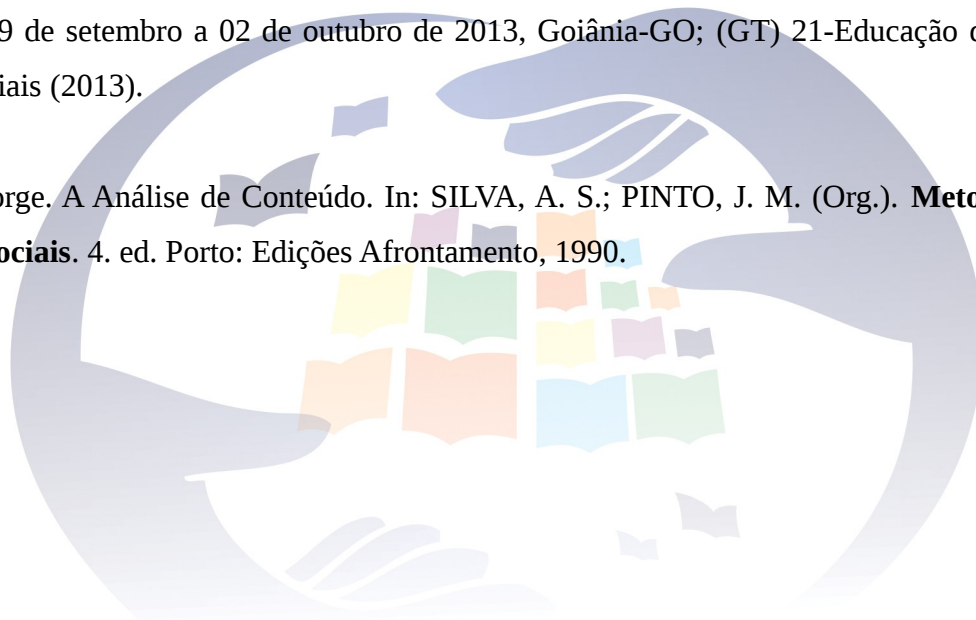 9 de setembro a 02 de outubro de 2013, Goiânia-GO; (GT) 21-Educação
iais (2013).
orge. A Análise de Conteúdo. In: SILVA, A. S.; PINTO, J. M. (Org.). Meto
ociais. 4. ed. Porto: Edições Afrontamento, 1990.